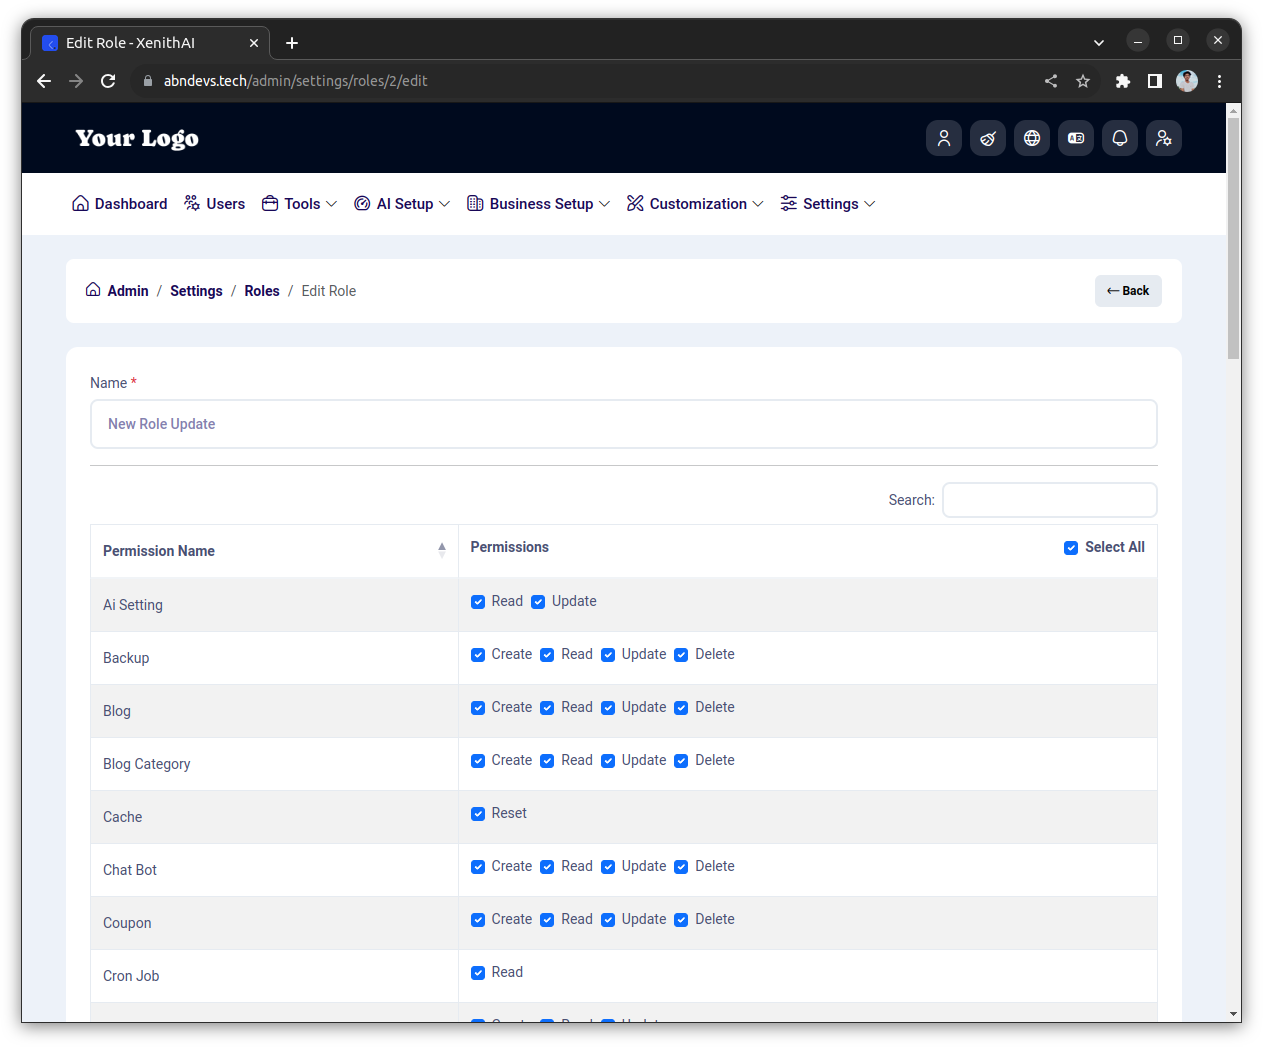 Edit Role - XenithAI
abndevs.tech/admin/settings/roles/2/edit
Your Logo
Dashboard Users Tools AI Setup Business Setup Customization Settings
Admin / Settings / Roles / Edit Role
Back
Name *
New Role Update
Search:
Permission Name Permissions Select All
Ai Setting Read Update
Backup Create Read Update Delete
Blog Create Read Update Delete
Blog Category Create Read Update Delete
Cache Reset
Chat Bot Create Read Update Delete
Coupon Create Read Update Delete
Cron Job Read